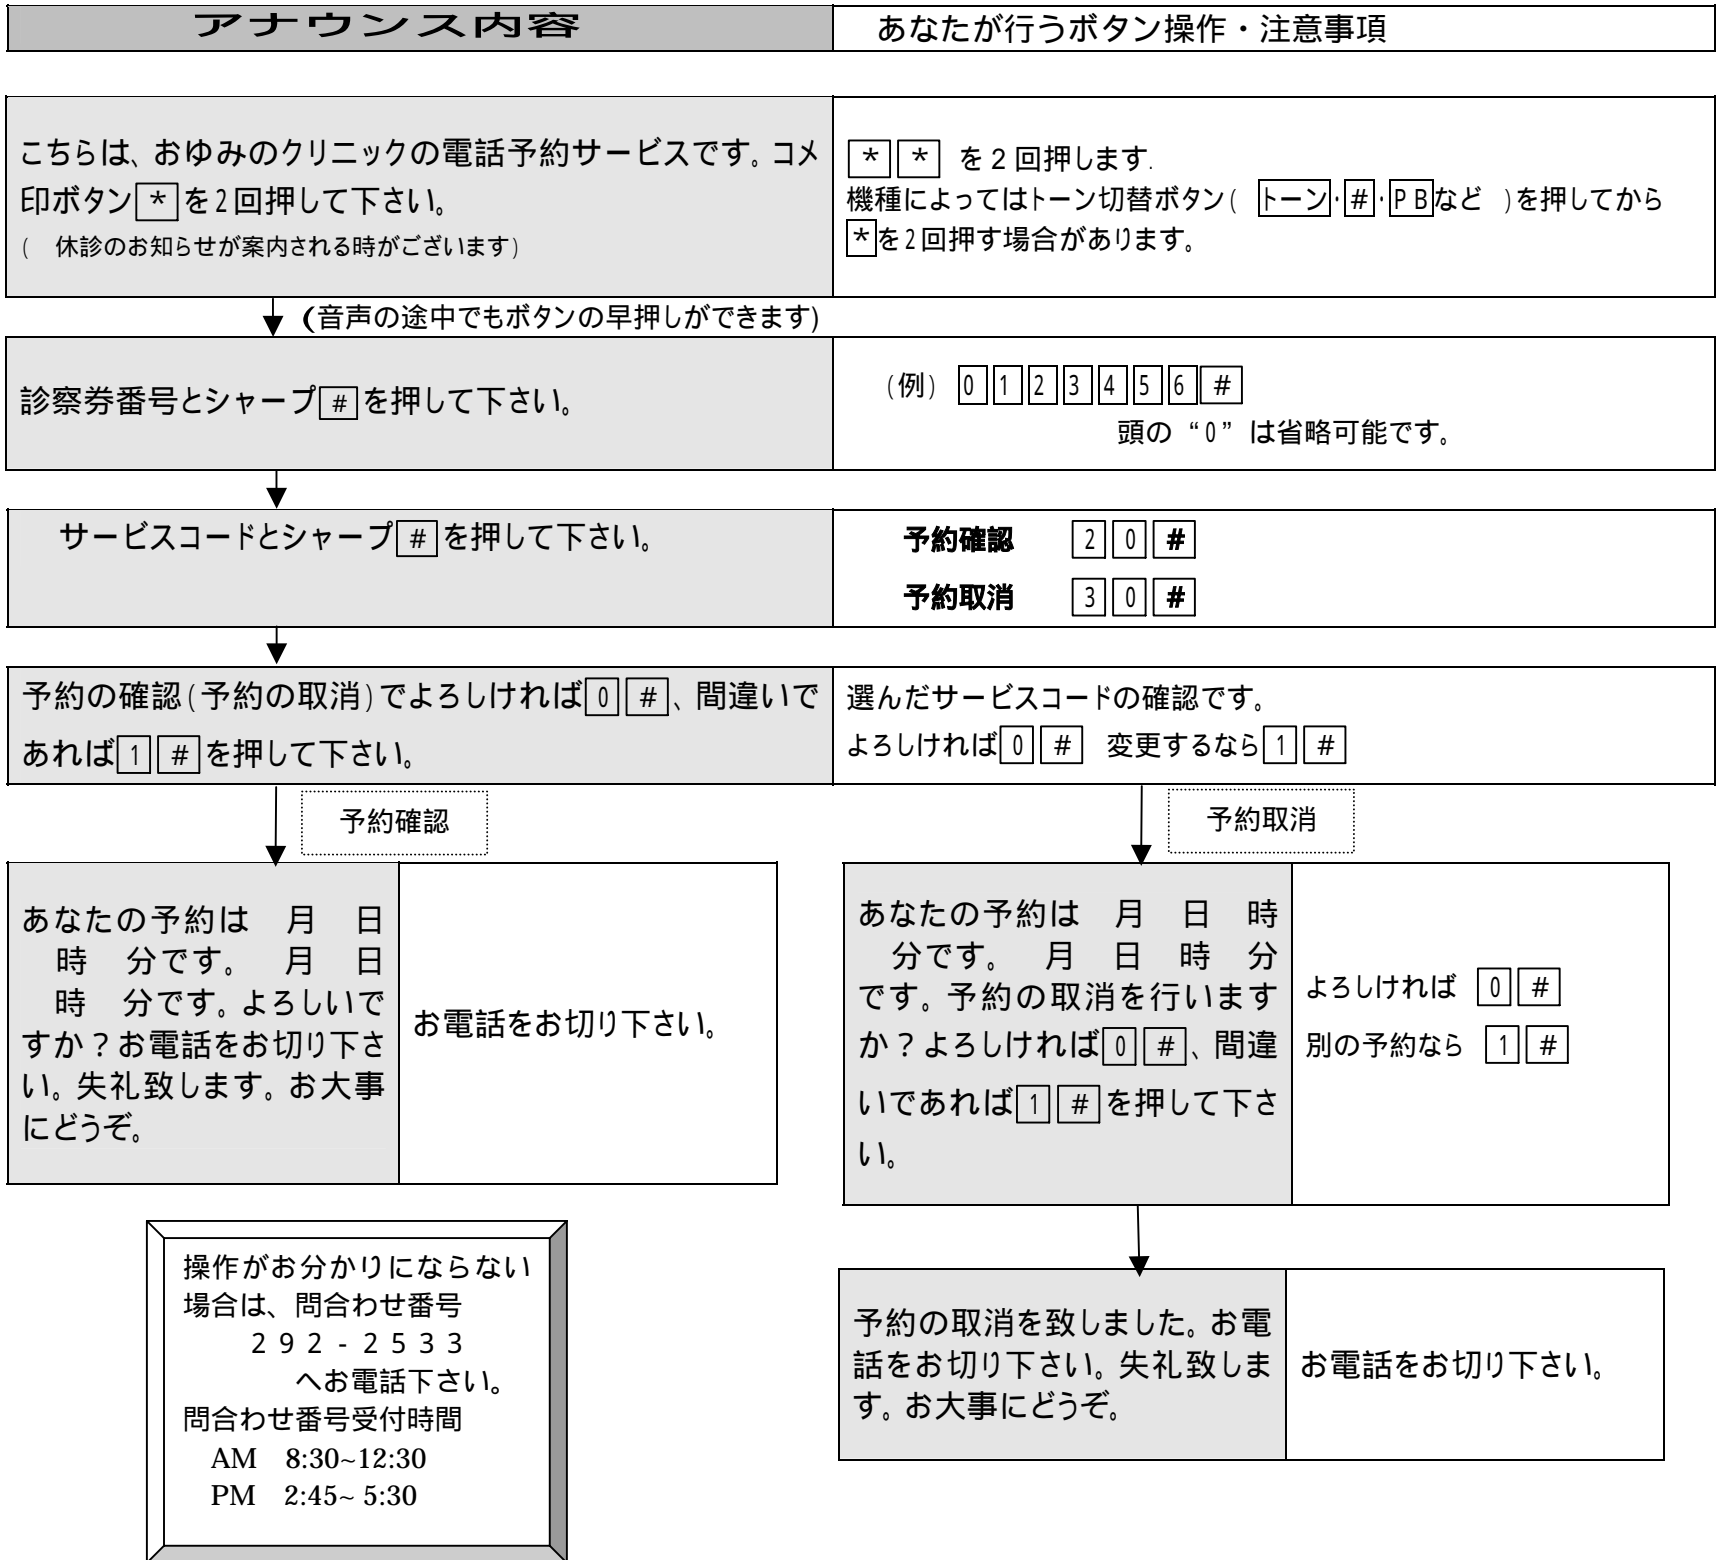 アナウンス内容
あなたが行うボタン操作・注意事項
こちらは、おゆみのクリニックの電話予約サービスです。コメ
印ボタン*を2回押して下さい。
( 休診のお知らせが案内される時がございます)
** を2回押します.
機種によってはトーン切替ボタン( トーン・#・PBなど )を押してから
*を2回押す場合があります。
(音声の途中でもボタンの早押しができます)
診察券番号とシャープ#を押して下さい。
(例) 0123456#
頭の“0”は省略可能です。
サービスコードとシャープ#を押して下さい。
予約確認 20#
予約取消 30#
予約の確認(予約の取消)でよろしければ0#、間違いで
あれば1#を押して下さい。
選んだサービスコードの確認です。
よろしければ0# 変更するなら1#
予約確認
あなたの予約は 月 日
時 分です。 月 日
時 分です。よろしいで
すか?お電話をお切り下さ
い。失礼致します。お大事
にどうぞ。
お電話をお切り下さい。
予約取消
あなたの予約は 月 日 時
分です。 月 日 時 分
です。予約の取消を行います
か?よろしければ0#、間違
いであれば1#を押して下さ
い。
よろしければ 0#
別の予約なら 1#
操作がお分かりにならない
場合は、問合わせ番号
292-2533
へお電話下さい。
問合わせ番号受付時間
AM 8:30~12:30
PM 2:45~ 5:30
予約の取消を致しました。お電
話をお切り下さい。失礼致しま
す。お大事にどうぞ。
お電話をお切り下さい。